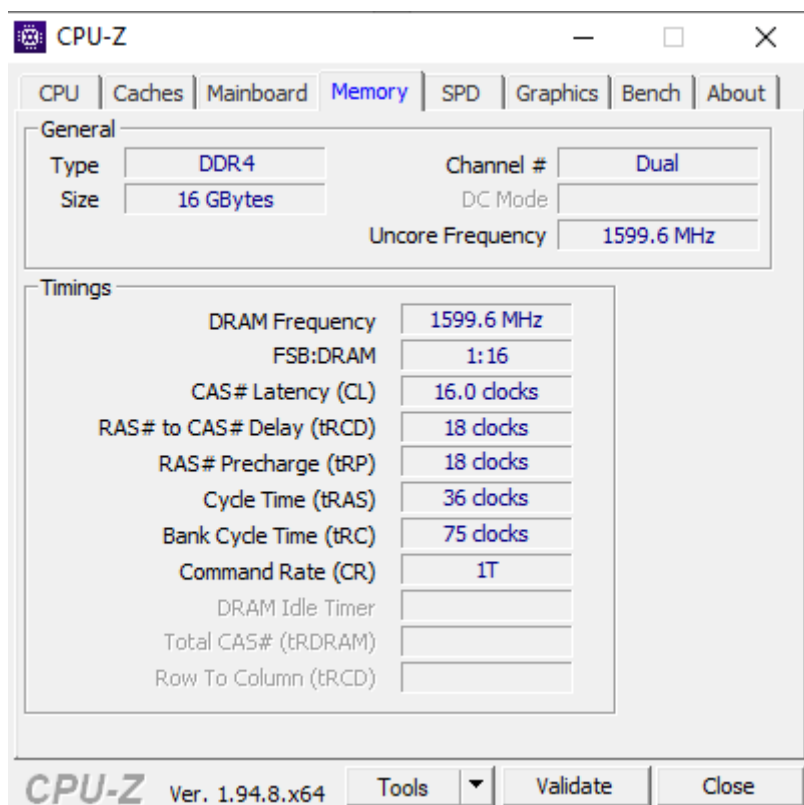 CPU-Z
CPU Caches Mainboard Memory SPD Graphics Bench About
General
Type DDR4 Channel # Dual
Size 16 GBytes DC Mode
Uncore Frequency 1599.6 MHz
Timings
DRAM Frequency 1599.6 MHz
FSB:DRAM 1:16
CAS# Latency (CL) 16.0 clocks
RAS# to CAS# Delay (tRCD) 18 clocks
RAS# Precharge (tRP) 18 clocks
Cycle Time (tRAS) 36 clocks
Bank Cycle Time (tRC) 75 clocks
Command Rate (CR) 1T
DRAM Idle Timer
Total CAS# (tRDRAM)
Row To Column (tRCD)
CPU-Z Ver. 1.94.8.x64 Tools Validate Close